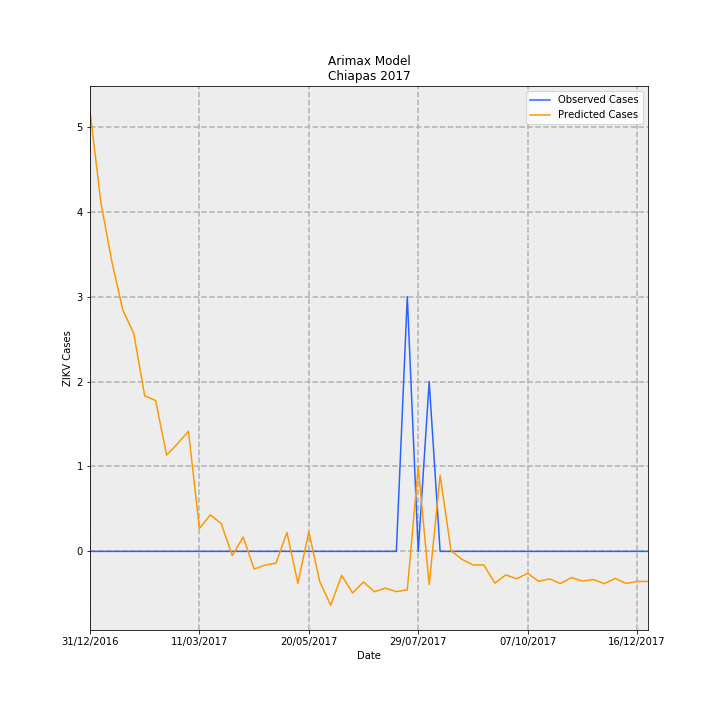 Arimax Model
Chiapas 2017
Observed Cases
Predicted Cases
ZIKV Cases
5
4
3
2
1
0
31/12/2016
11/03/2017
20/05/2017
29/07/2017
07/10/2017
16/12/2017
Date